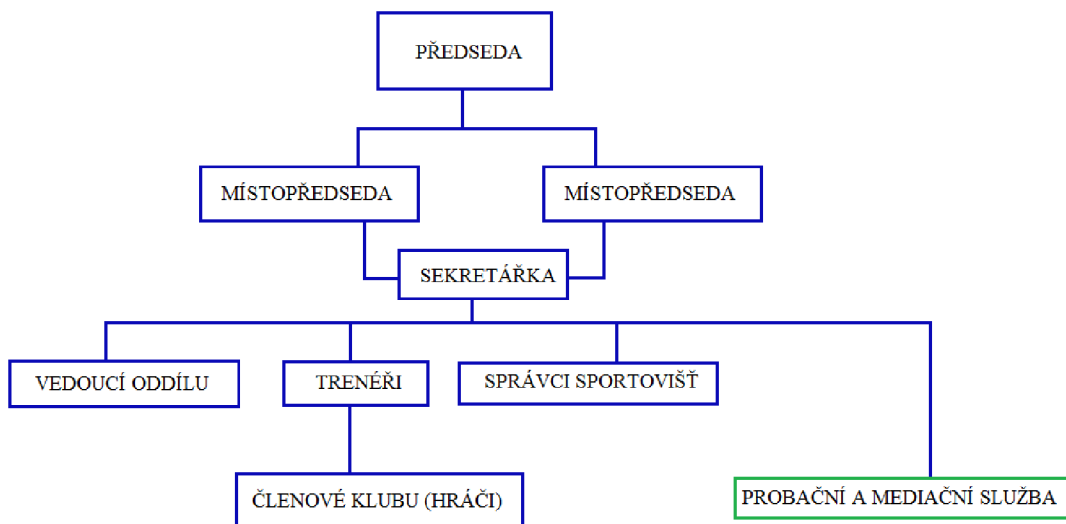 PŘEDSEDA
MÍSTOPŘEDSEDA
MÍSTOPŘEDSEDA
SEKRETÁŘKA
VEDOUCÍ ODDÍLU
TRENÉŘI
SPRÁVCI SPORTOVIŠŤ
ČLENOVÉ KLUBU (HRÁČI)
PROBAČNÍ A MEDIAČNÍ SLUŽBA